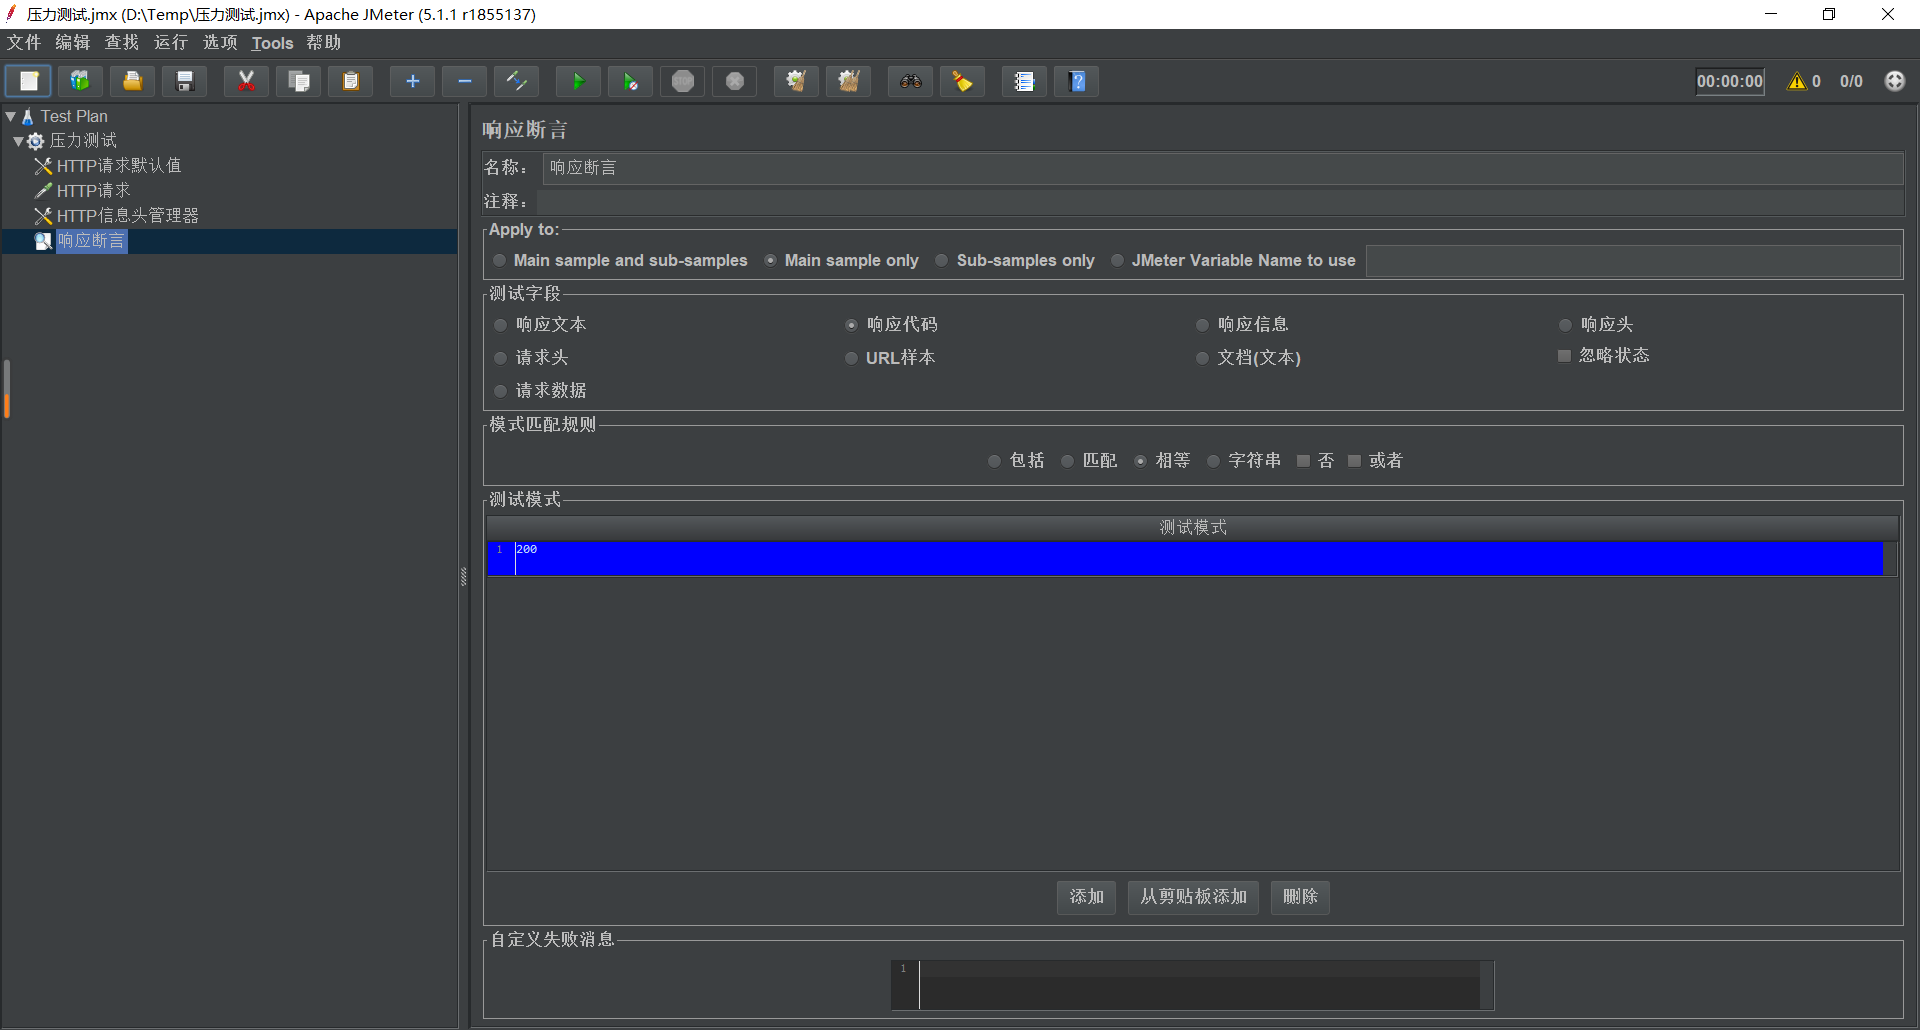 压力测试.jmx (D:\Temp\压力测试.jmx) - Apache JMeter (5.1.1 r1855137)
文件 编辑 查找 运行 选项 Tools 帮助
00:00:00 0 0/0
Test Plan
压力测试
HTTP请求默认值
HTTP请求
HTTP信息头管理器
响应断言
响应断言
名称： 响应断言
注释：
Apply to:
Main sample and sub-samples Main sample only Sub-samples only JMeter Variable Name to use
测试字段
响应文本 响应代码 响应信息 响应头
请求头 URL样本 文档(文本) 忽略状态
请求数据
模式匹配规则
包括 匹配 相等 字符串 否 或者
测试模式
测试模式
1 200
添加 从剪贴板添加 删除
自定义失败消息
1